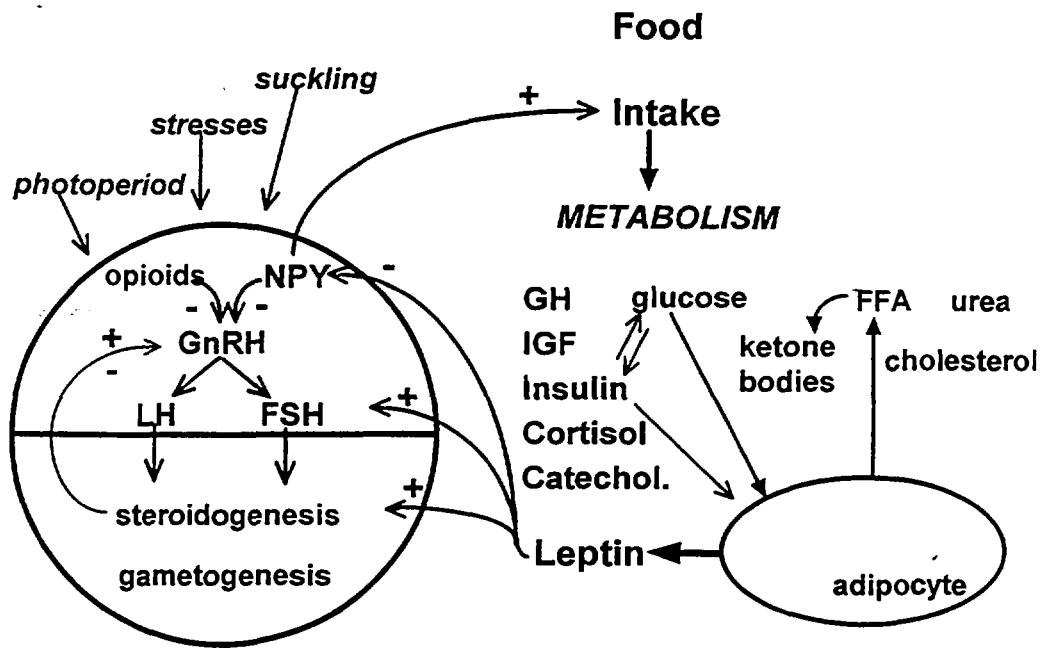 Food
Intake
METABOLISM
suckling
stresses
photoperiod
+
opioids
NPY
-
-
-
GnRH
+
-
LH
FSH
+
steroidogenesis
+
gametogenesis
GH
IGF
Insulin
Cortisol
Catechol.
glucose
FFA
urea
ketone
bodies
cholesterol
Leptin
adipocyte